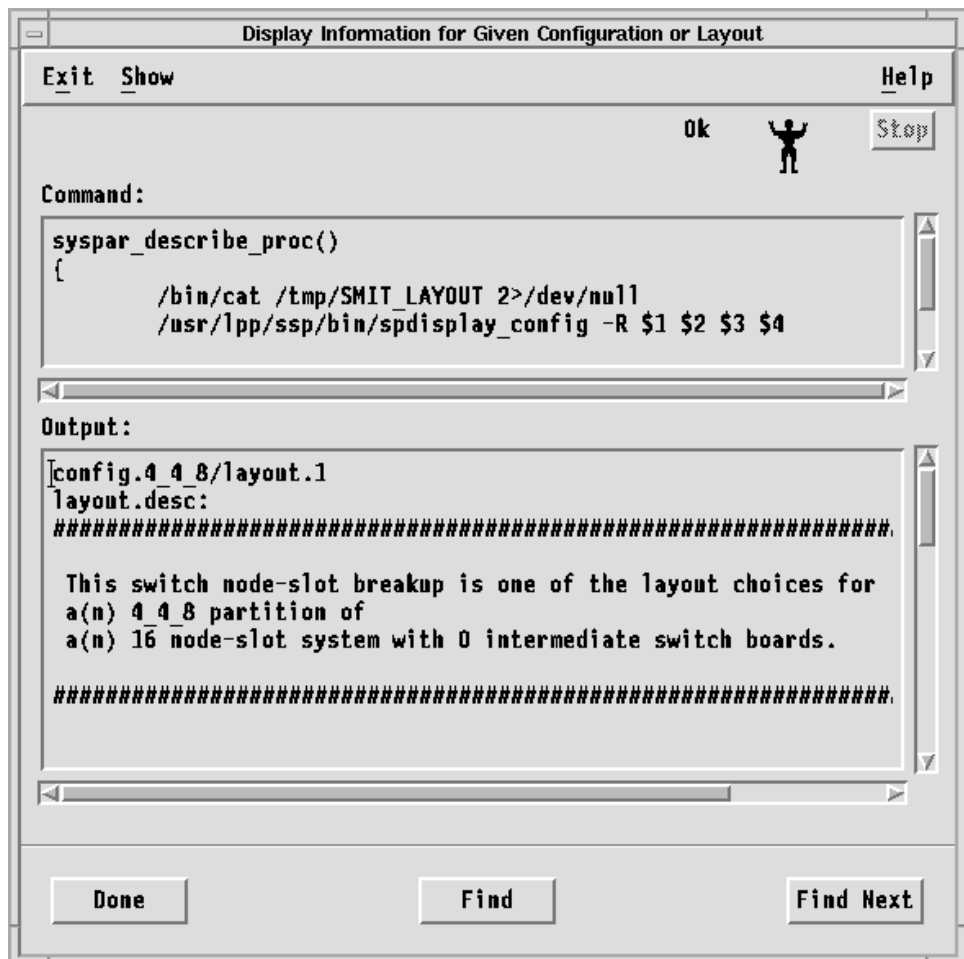 Display Information for Given Configuration or Layout
Exit Show Help
Ok Stop
Command:
syspar_describe_proc()
{
/bin/cat /tmp/SMIT_LAYOUT 2>/dev/null
/usr/lpp/ssp/bin/spdisplay_config -R $1 $2 $3 $4
Output:
config.4_4_8/layout.1
layout.desc:
###############################################################
This switch node-slot breakup is one of the layout choices for
a(n) 4_4_8 partition of
a(n) 16 node-slot system with 0 intermediate switch boards.
###############################################################
Done Find Find Next